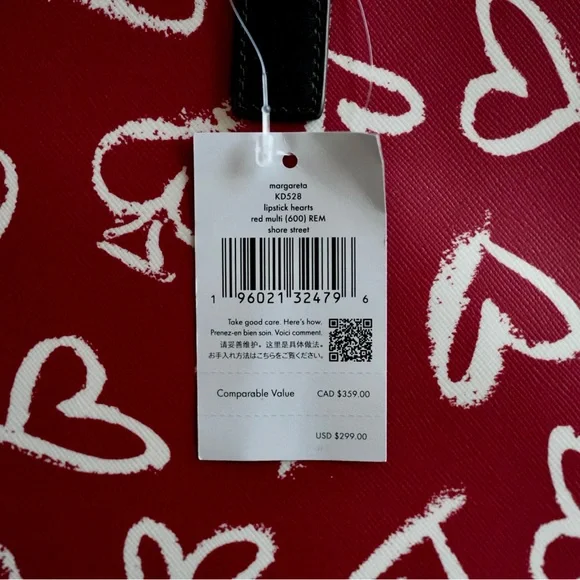 margareta
KD528
lipstick hearts
red multi (600) REM
shore street
1 96021 32479 6
Take good care. Here's how.
Prenez-en bien soin. Voici comment.
请妥善维护。这里是具体做法。
お手入れ方法はこちらをご覧ください。
Comparable Value CAD $359.00
USD $299.00